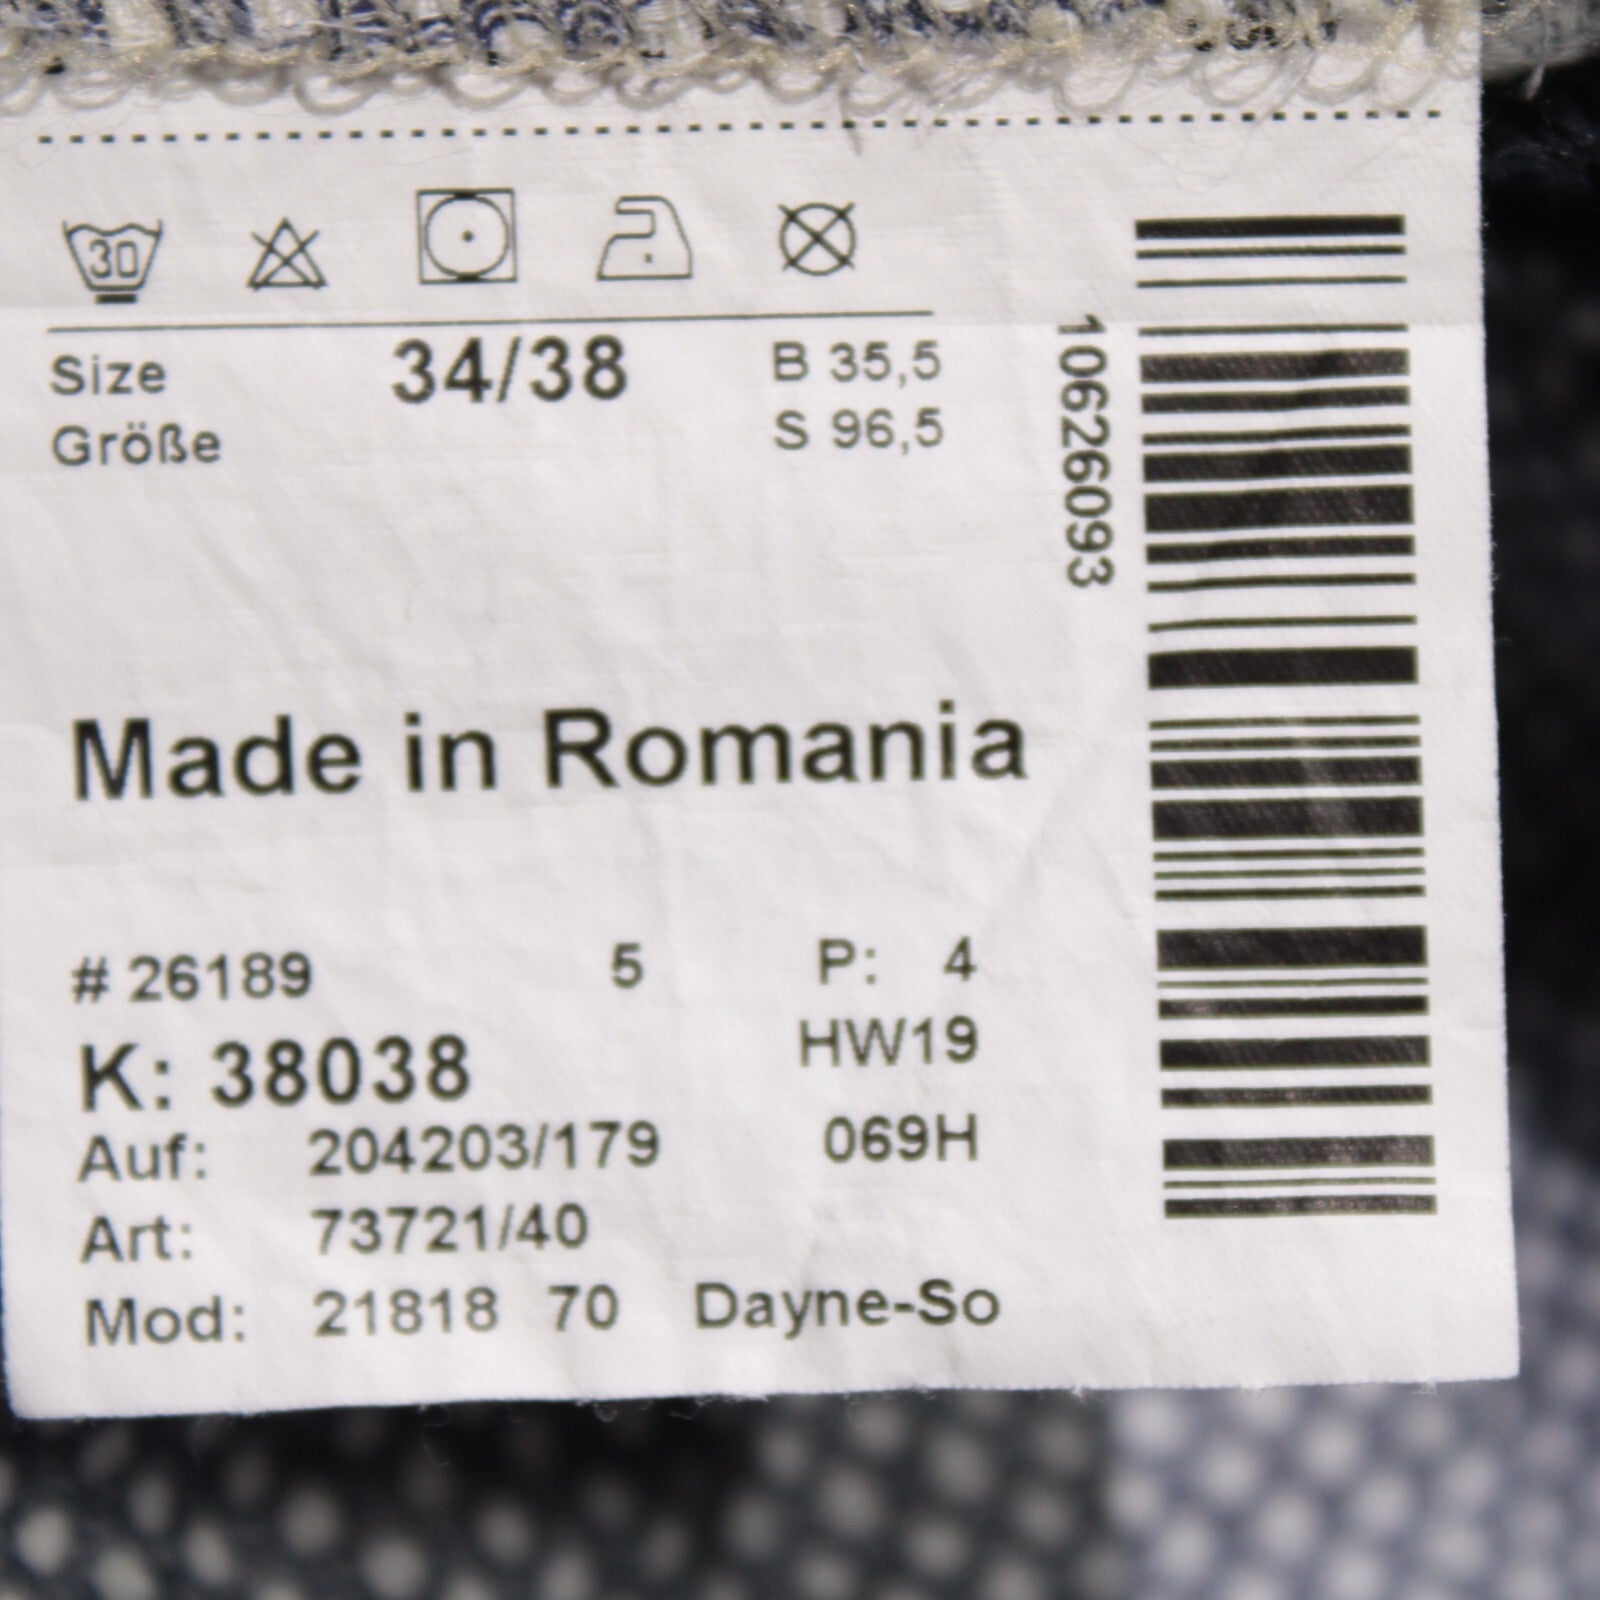 30
Size 34/38 B 35,5
Größe S 96,5
10626093
Made in Romania
# 26189 5 P: 4
K: 38038 HW19
Auf: 204203/179 069H
Art: 73721/40
Mod: 21818 70 Dayne-So